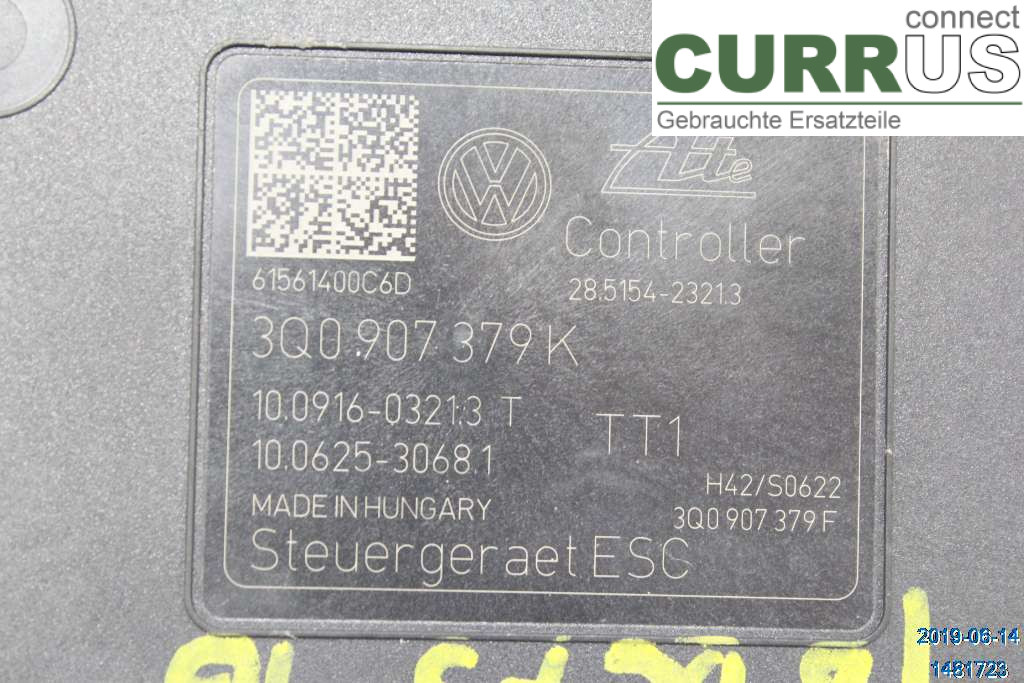 connect
CURRUS
Gebrauchte Ersatzteile
Ate
Controller
61561400C6D
28.5154-2321.3
3Q0.907 379 K
10.0916-0321.3 T
TT1
10.0625-3068.1
H42/S0622
MADE IN HUNGARY
3Q0 907 379 F
Steuergeraet ESC
2019-06-14
1481723